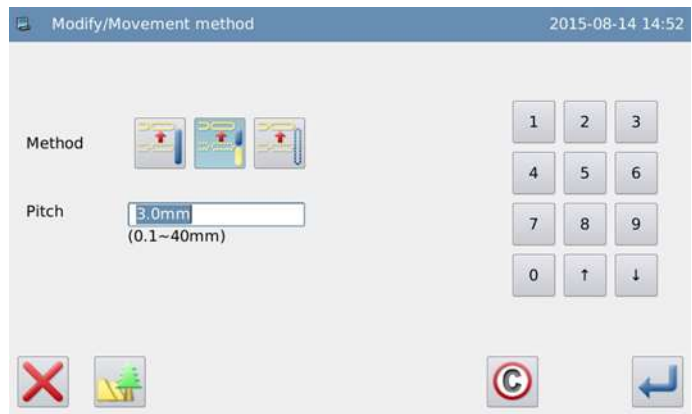 Modify/Movement method 2015-08-14 14:52
Method
Pitch 3.0mm
(0.1~40mm)
1 2 3
4 5 6
7 8 9
0 ↑ ↓
C